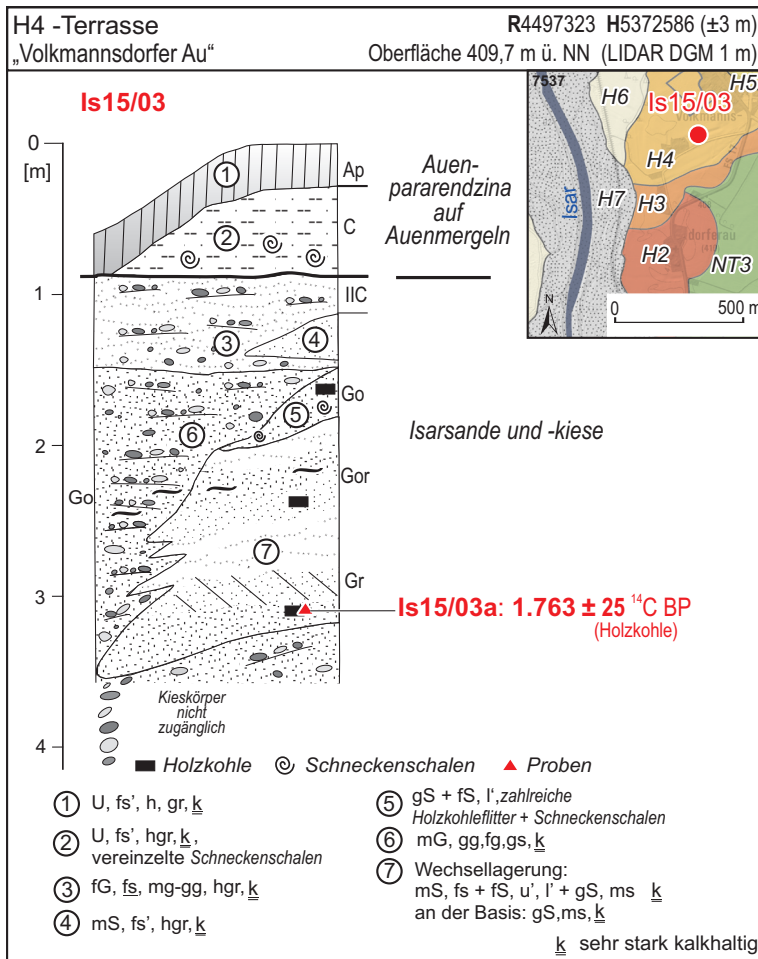 H4 -Terrasse
„Volkmannsdorfer Au"
R4497323 H5372586 (±3 m)
Oberfläche 409,7 m ü. NN (LIDAR DGM 1 m)
Is15/03
0
[m]
1
2
3
4
1
2
3
4
5
6
7
Ap
C
IIC
Go
Gor
Go
Gr
Auen-
pararendzina
auf
Auenmergeln
Isarsande und -kiese
7537
H6
H5
Is15/03
H4
H7
H3
H2
dorferau
NT3
Isar
N
0
500 m
Is15/03a: 1.763 ± 25 ¹⁴C BP
(Holzkohle)
Kieskörper
nicht
zugänglich
Holzkohle
Schneckenschalen
Proben
1 U, fs', h, gr, k
2 U, fs', hgr, k ,
vereinzelte Schneckenschalen
3 fG, fs, mg-gg, hgr, k
4 mS, fs', hgr, k
5 gS + fS, l',zahlreiche
Holzkohleflitter + Schneckenschalen
6 mG, gg,fg,gs, k
7 Wechsellagerung:
mS, fs + fS, u', l' + gS, ms k
an der Basis: gS,ms, k
k sehr stark kalkhaltig